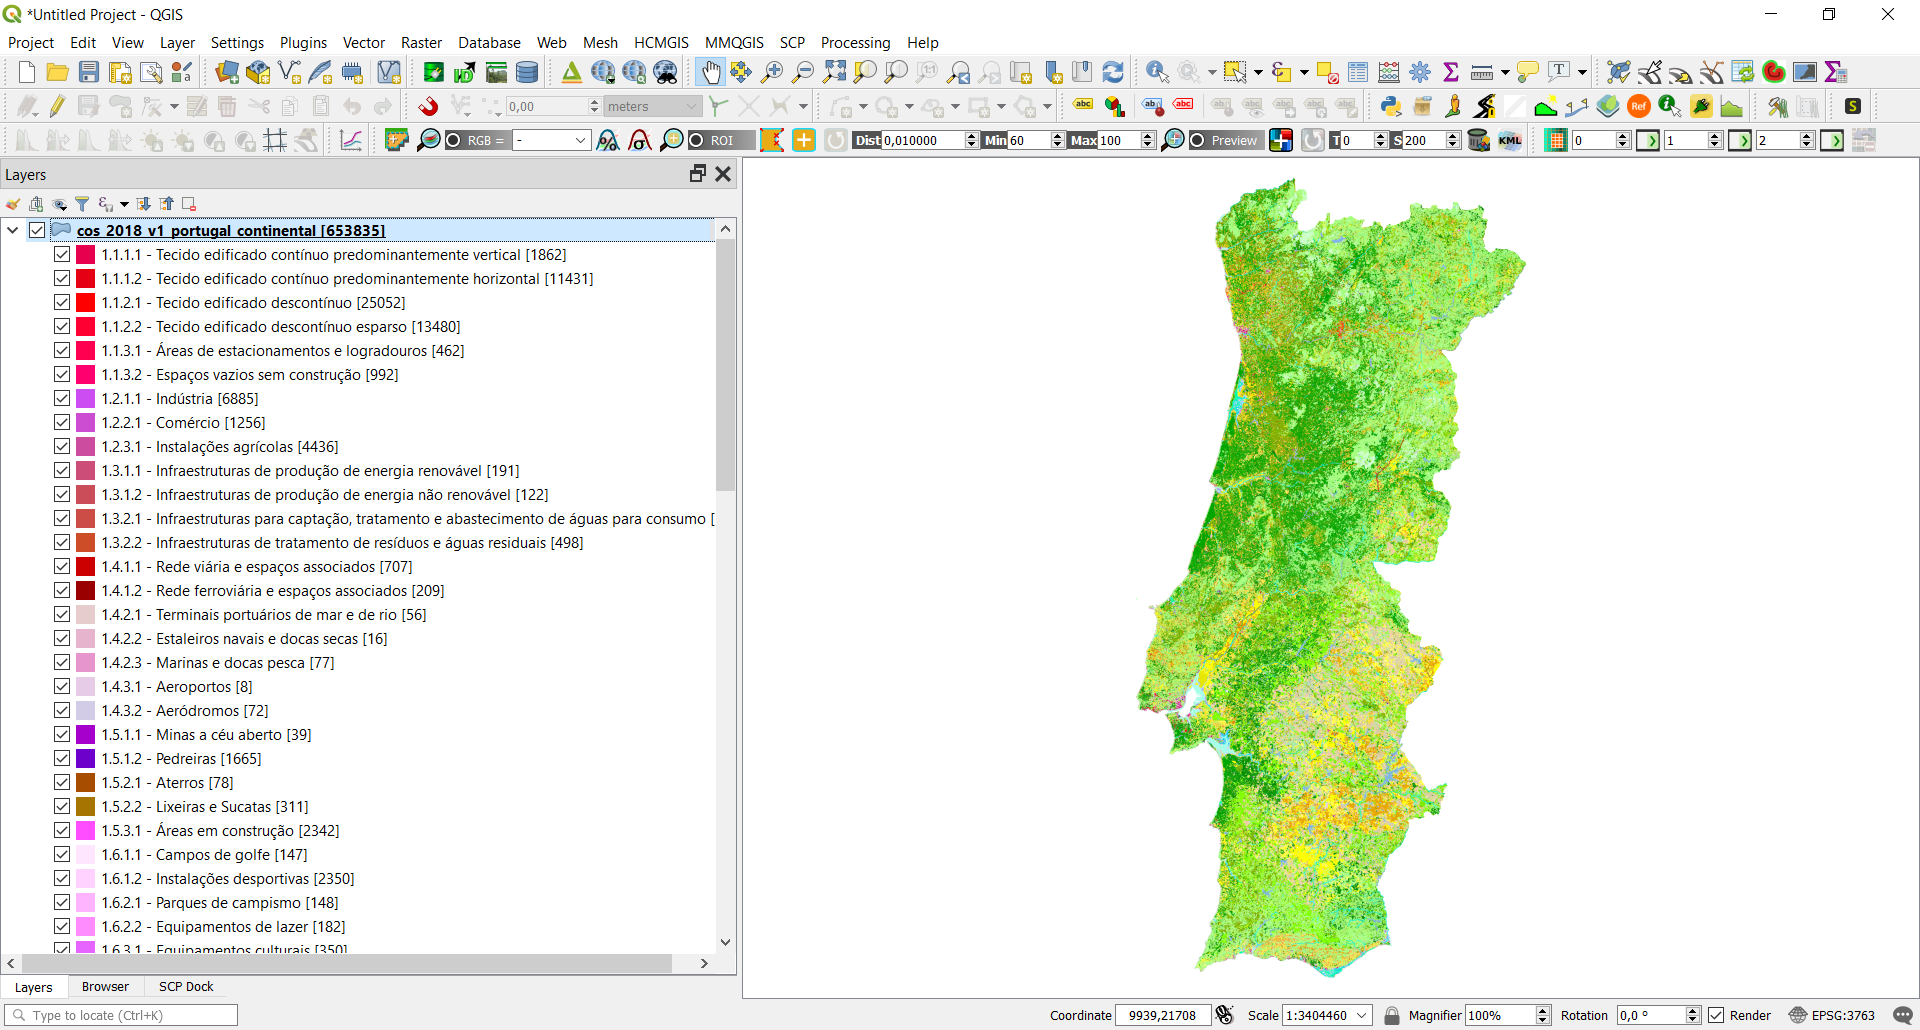 *Untitled Project - QGIS
Project Edit View Layer Settings Plugins Vector Raster Database Web Mesh HCMGIS MMQGIS SCP Processing Help
0,00 meters
RGB = - ROI Dist 0,010000 Min 60 Max 100 Preview T 0 S 200 KML 0 1 2
Layers
cos_2018_v1_portugal_continental [653835]
1.1.1.1 - Tecido edificado contínuo predominantemente vertical [1862]
1.1.1.2 - Tecido edificado contínuo predominantemente horizontal [11431]
1.1.2.1 - Tecido edificado descontínuo [25052]
1.1.2.2 - Tecido edificado descontínuo esparso [13480]
1.1.3.1 - Áreas de estacionamentos e logradouros [462]
1.1.3.2 - Espaços vazios sem construção [992]
1.2.1.1 - Indústria [6885]
1.2.2.1 - Comércio [1256]
1.2.3.1 - Instalações agrícolas [4436]
1.3.1.1 - Infraestruturas de produção de energia renovável [191]
1.3.1.2 - Infraestruturas de produção de energia não renovável [122]
1.3.2.1 - Infraestruturas para captação, tratamento e abastecimento de águas para consumo [
1.3.2.2 - Infraestruturas de tratamento de resíduos e águas residuais [498]
1.4.1.1 - Rede viária e espaços associados [707]
1.4.1.2 - Rede ferroviária e espaços associados [209]
1.4.2.1 - Terminais portuários de mar e de rio [56]
1.4.2.2 - Estaleiros navais e docas secas [16]
1.4.2.3 - Marinas e docas pesca [77]
1.4.3.1 - Aeroportos [8]
1.4.3.2 - Aeródromos [72]
1.5.1.1 - Minas a céu aberto [39]
1.5.1.2 - Pedreiras [1665]
1.5.2.1 - Aterros [78]
1.5.2.2 - Lixeiras e Sucatas [311]
1.5.3.1 - Áreas em construção [2342]
1.6.1.1 - Campos de golfe [147]
1.6.1.2 - Instalações desportivas [2350]
1.6.2.1 - Parques de campismo [148]
1.6.2.2 - Equipamentos de lazer [182]
1.6.3.1 - Equipamentos culturais [350]
Layers Browser SCP Dock
Type to locate (Ctrl+K) Coordinate 9939,21708 Scale 1:3404460 Magnifier 100% Rotation 0,0 ° Render EPSG:3763